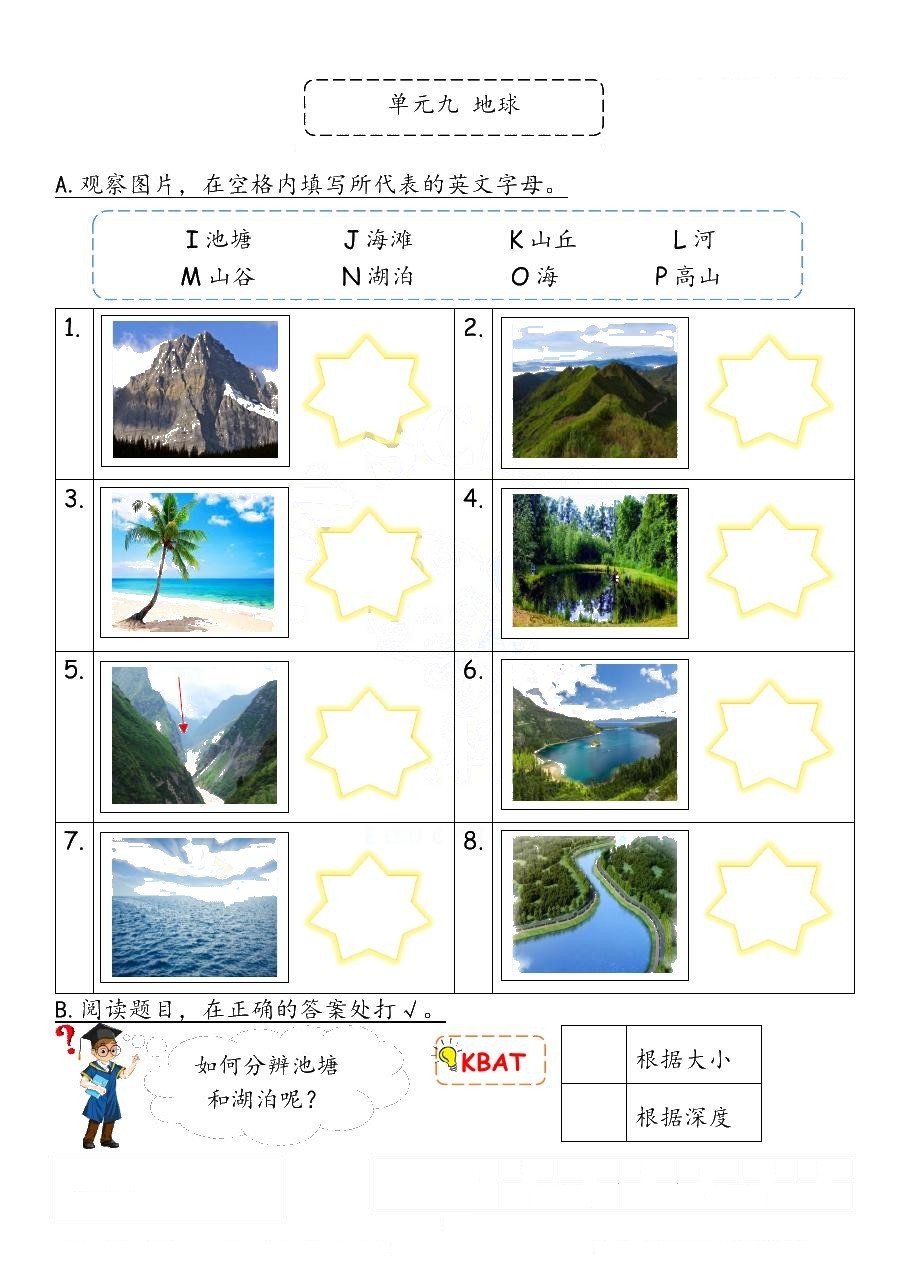 单元九 地球
A. 观察图片，在空格内填写所代表的英文字母。
I 池塘 J 海滩 K 山丘 L 河
M 山谷 N 湖泊 O 海 P 高山
1. 2.
3. 4.
5. 6.
7. 8.
B. 阅读题目，在正确的答案处打√。
?
如何分辨池塘
和湖泊呢？
KBAT
根据大小
根据深度